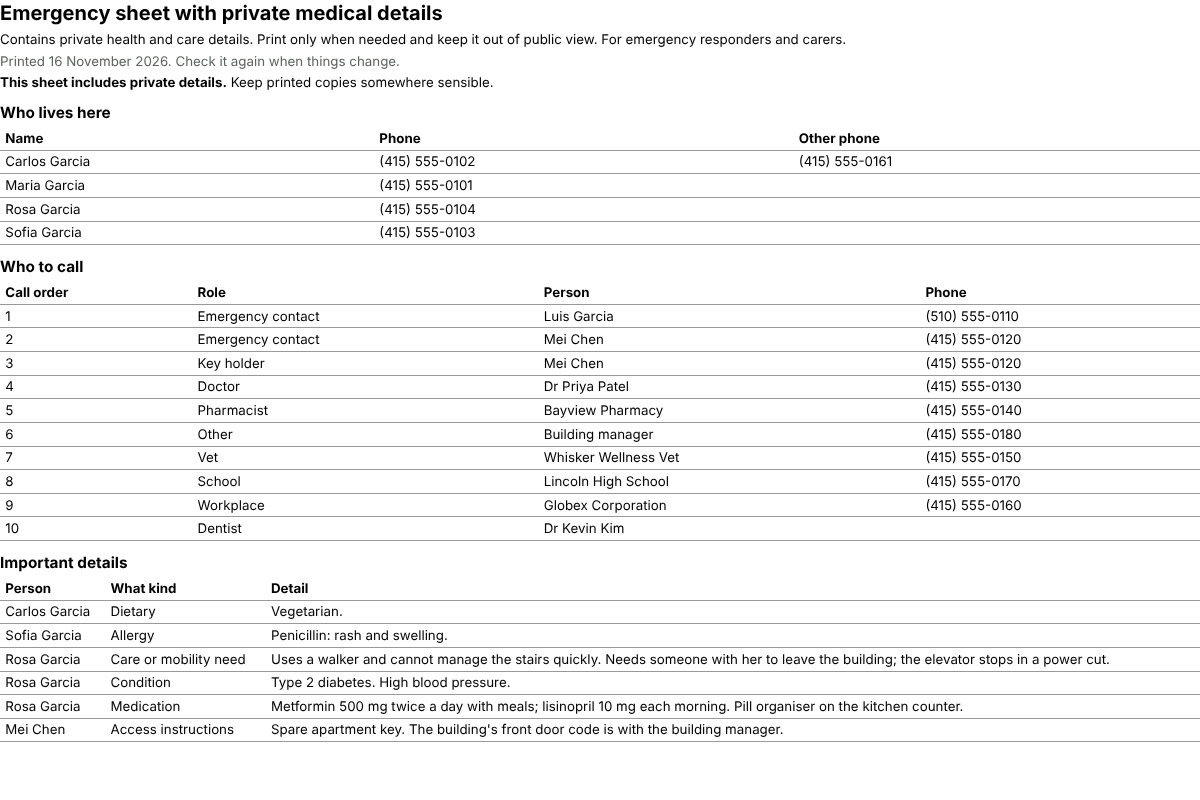 Emergency sheet with private medical details
Contains private health and care details. Print only when needed and keep it out of public view. For emergency responders and carers.
Printed 16 November 2026. Check it again when things change.
This sheet includes private details. Keep printed copies somewhere sensible.
Who lives here
Name Phone Other phone
Carlos Garcia (415) 555-0102 (415) 555-0161
Maria Garcia (415) 555-0101
Rosa Garcia (415) 555-0104
Sofia Garcia (415) 555-0103
Who to call
Call order Role Person Phone
1 Emergency contact Luis Garcia (510) 555-0110
2 Emergency contact Mei Chen (415) 555-0120
3 Key holder Mei Chen (415) 555-0120
4 Doctor Dr Priya Patel (415) 555-0130
5 Pharmacist Bayview Pharmacy (415) 555-0140
6 Other Building manager (415) 555-0180
7 Vet Whisker Wellness Vet (415) 555-0150
8 School Lincoln High School (415) 555-0170
9 Workplace Globex Corporation (415) 555-0160
10 Dentist Dr Kevin Kim
Important details
Person What kind Detail
Carlos Garcia Dietary Vegetarian.
Sofia Garcia Allergy Penicillin: rash and swelling.
Rosa Garcia Care or mobility need Uses a walker and cannot manage the stairs quickly. Needs someone with her to leave the building; the elevator stops in a power cut.
Rosa Garcia Condition Type 2 diabetes. High blood pressure.
Rosa Garcia Medication Metformin 500 mg twice a day with meals; lisinopril 10 mg each morning. Pill organiser on the kitchen counter.
Mei Chen Access instructions Spare apartment key. The building's front door code is with the building manager.